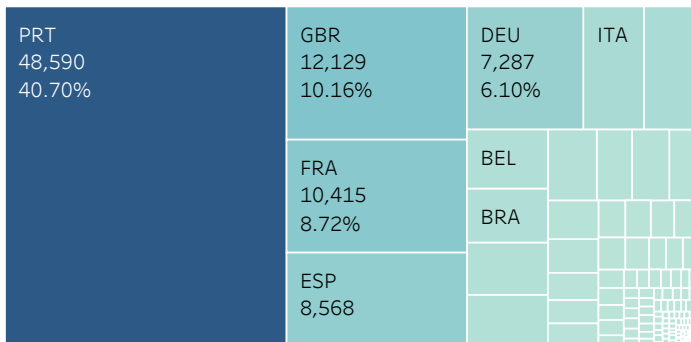 PRT
48,590
40.70%
GBR
12,129
10.16%
FRA
10,415
8.72%
ESP
8,568
DEU
7,287
6.10%
ITA
BEL
BRA